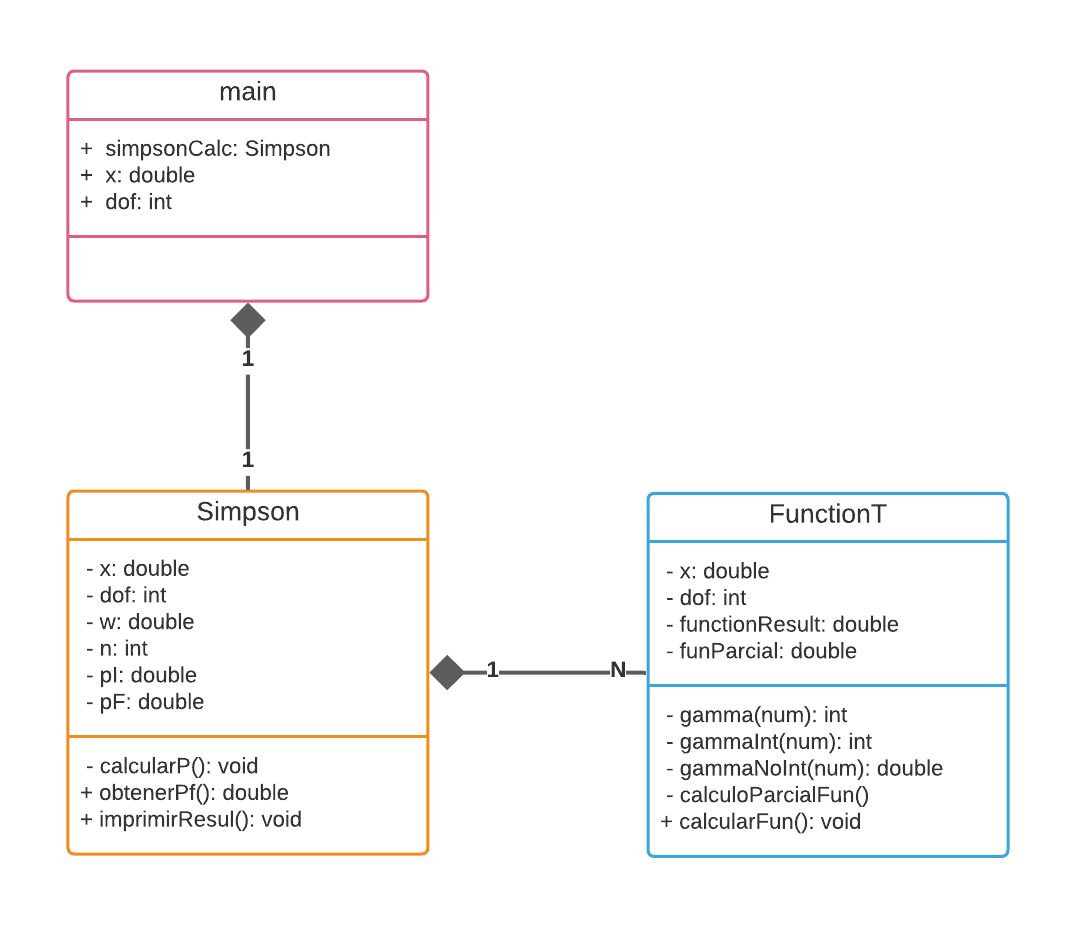 main
+ simpsonCalc: Simpson
+ x: double
+ dof: int
1
1
Simpson
- x: double
- dof: int
- w: double
- n: int
- pI: double
- pF: double
- calcularP(): void
+ obtenerPf(): double
+ imprimirResul(): void
1
N
FunctionT
- x: double
- dof: int
- functionResult: double
- funParcial: double
- gamma(num): int
- gammaInt(num): int
- gammaNoInt(num): double
- calculoParcialFun()
+ calcularFun(): void